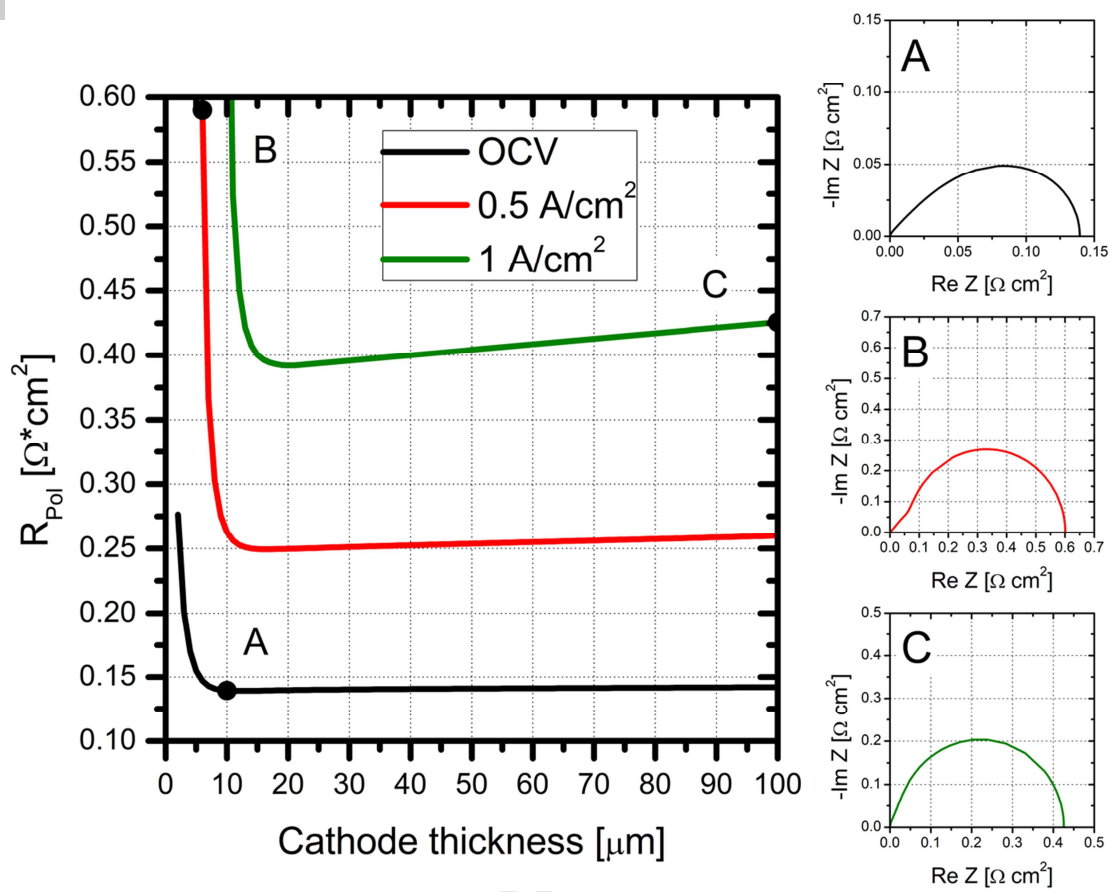 0.60
0.55
0.50
0.45
0.40
0.35
0.30
0.25
0.20
0.15
0.10
R_Pol [Ω*cm²]
0 10 20 30 40 50 60 70 80 90 100
Cathode thickness [μm]
OCV
0.5 A/cm²
1 A/cm²
B
C
A
A
0.15
0.10
0.05
0.00
-Im Z [Ω cm²]
0.00 0.05 0.10 0.15
Re Z [Ω cm²]
B
0.7
0.6
0.5
0.4
0.3
0.2
0.1
0.0
-Im Z [Ω cm²]
0.0 0.1 0.2 0.3 0.4 0.5 0.6 0.7
Re Z [Ω cm²]
C
0.5
0.4
0.3
0.2
0.1
0.0
-Im Z [Ω cm²]
0.0 0.1 0.2 0.3 0.4 0.5
Re Z [Ω cm²]